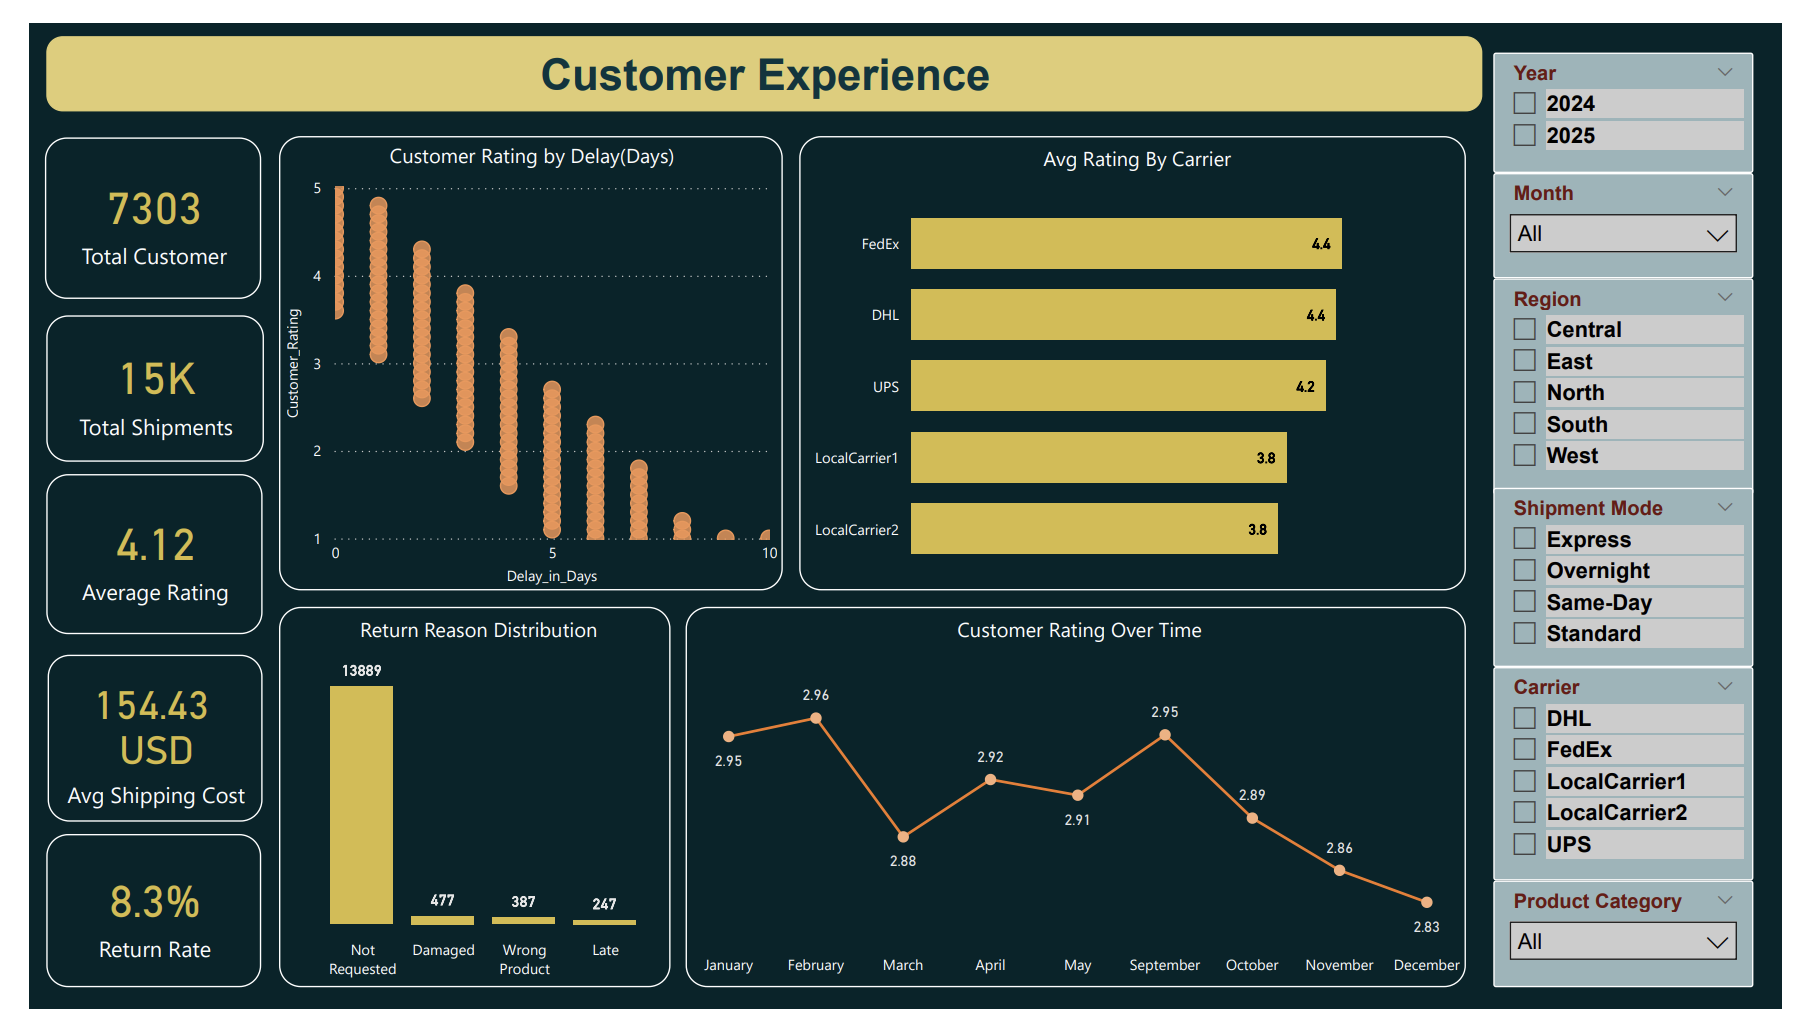 Customer Experience
7303
Total Customer
15K
Total Shipments
4.12
Average Rating
154.43
USD
Avg Shipping Cost
8.3%
Return Rate
Customer Rating by Delay(Days)
Customer_Rating
5
4
3
2
1
0
5
10
Delay_in_Days
Avg Rating By Carrier
FedEx
4.4
DHL
4.4
UPS
4.2
LocalCarrier1
3.8
LocalCarrier2
3.8
Return Reason Distribution
13889
477
387
247
Not
Requested
Damaged
Wrong
Product
Late
Customer Rating Over Time
2.95
2.96
2.88
2.92
2.91
2.95
2.89
2.86
2.83
January
February
March
April
May
September
October
November
December
Year
2024
2025
Month
All
Region
Central
East
North
South
West
Shipment Mode
Express
Overnight
Same-Day
Standard
Carrier
DHL
FedEx
LocalCarrier1
LocalCarrier2
UPS
Product Category
All